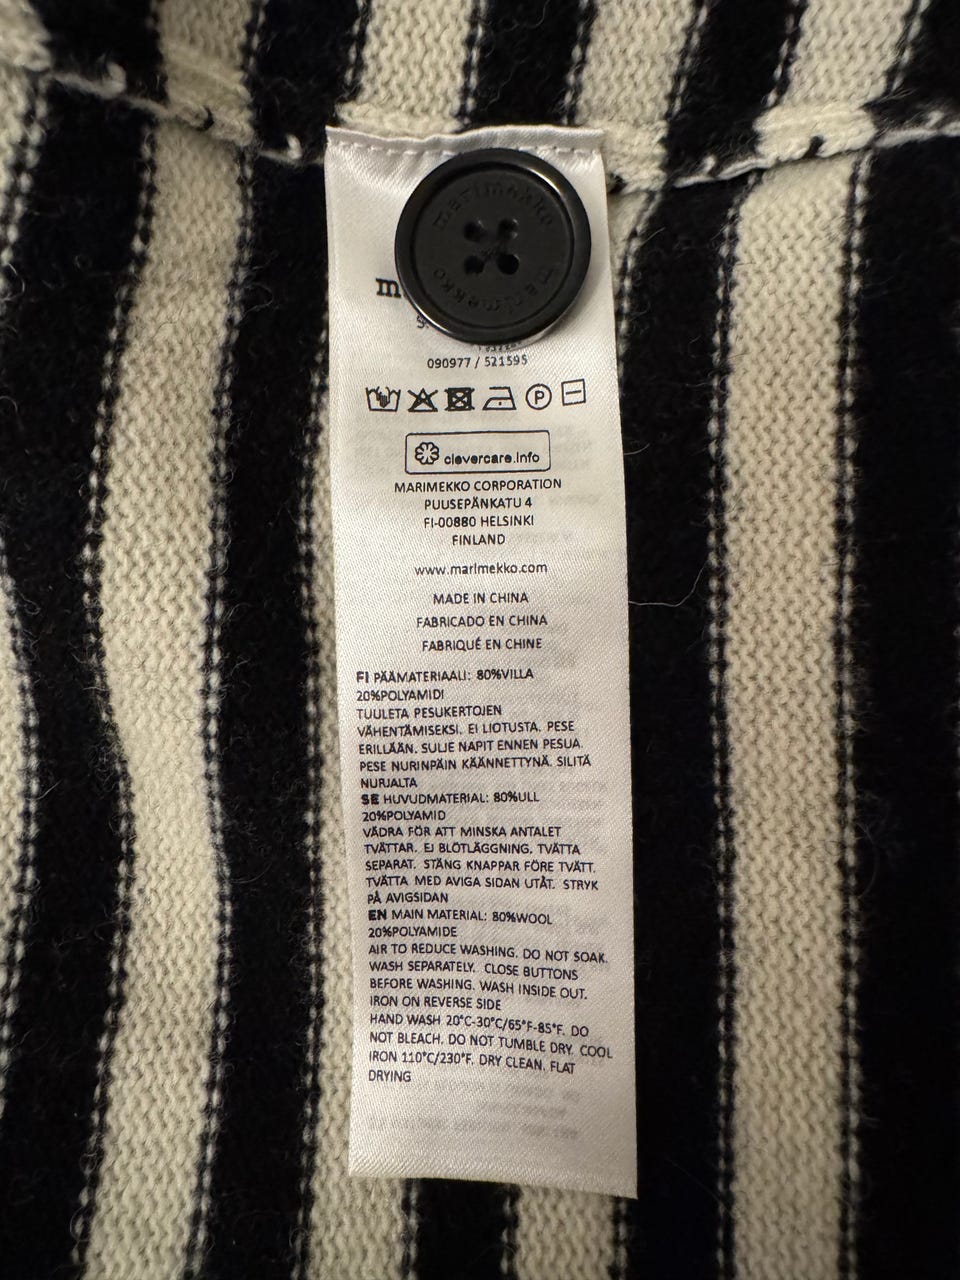 marimekko
marimekko
090977 / 521595
P
clevercare.info
MARIMEKKO CORPORATION
PUUSEPÄNKATU 4
FI-00880 HELSINKI
FINLAND
www.marimekko.com
MADE IN CHINA
FABRICADO EN CHINA
FABRIQUÉ EN CHINE
FI PÄÄMATERIAALI: 80%VILLA
20%POLYAMIDI
TUULETA PESUKERTOJEN
VÄHENTÄMISEKSI. EI LIOTUSTA. PESE
ERILLÄÄN. SULJE NAPIT ENNEN PESUA.
PESE NURINPÄIN KÄÄNNETTYNÄ. SILITÄ
NURJALTA
SE HUVUDMATERIAL: 80%ULL
20%POLYAMID
VÄDRA FÖR ATT MINSKA ANTALET
TVÄTTAR. EJ BLÖTLÄGGNING. TVÄTTA
SEPARAT. STÄNG KNAPPAR FÖRE TVÄTT.
TVÄTTA MED AVIGA SIDAN UTÅT. STRYK
PÅ AVIGSIDAN
EN MAIN MATERIAL: 80%WOOL
20%POLYAMIDE
AIR TO REDUCE WASHING. DO NOT SOAK.
WASH SEPARATELY. CLOSE BUTTONS
BEFORE WASHING. WASH INSIDE OUT.
IRON ON REVERSE SIDE
HAND WASH 20°C-30°C/65°F-85°F. DO
NOT BLEACH. DO NOT TUMBLE DRY. COOL
IRON 110°C/230°F. DRY CLEAN. FLAT
DRYING